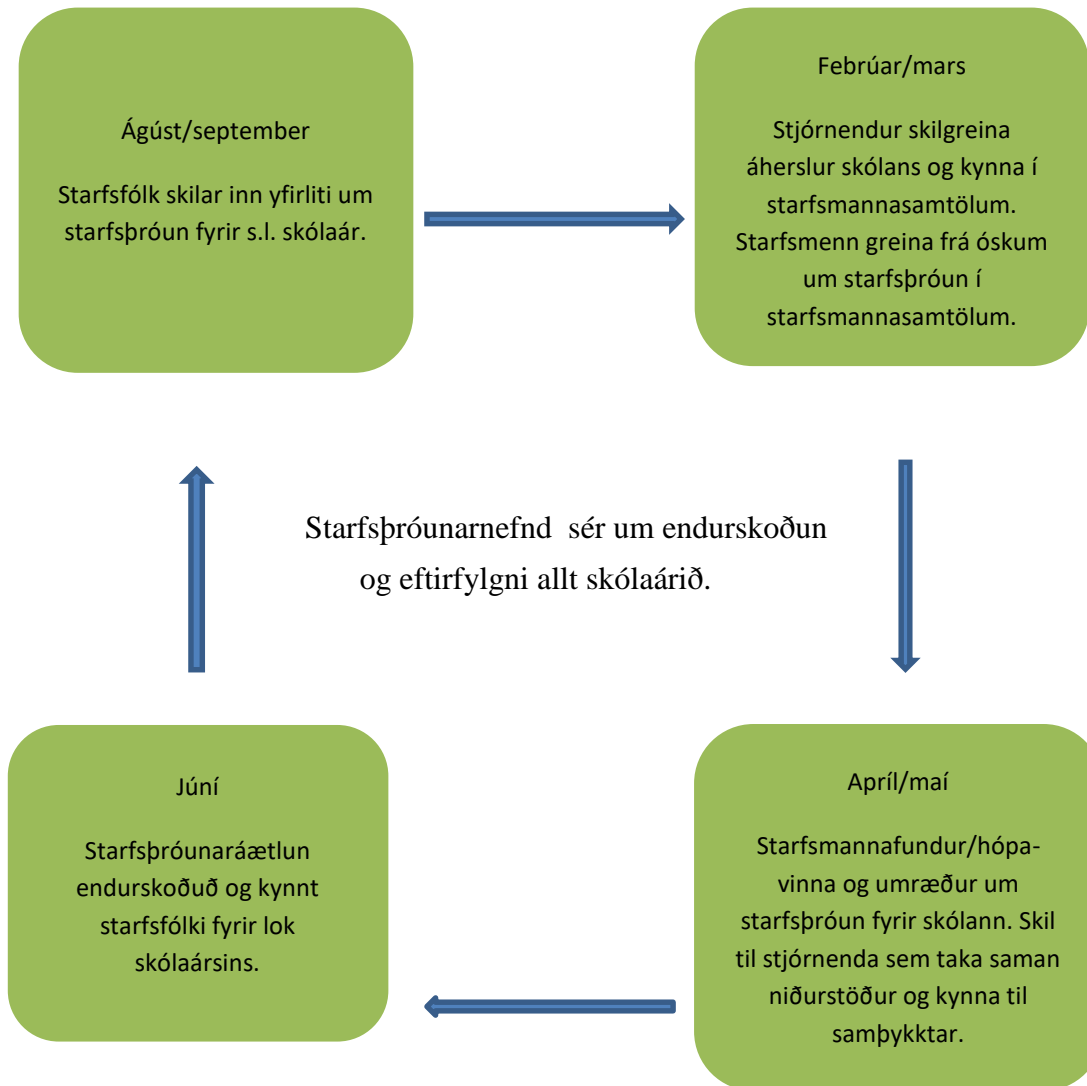 Ágúst/september
Starfsfólk skilar inn yfirliti um
starfsþróun fyrir s.l. skólaár.
Febrúar/mars
Stjórnendur skilgreina
áherslur skólans og kynna í
starfsmannasamtölum.
Starfsmenn greina frá óskum
um starfsþróun í
starfsmannasamtölum.
Starfsþróunarnefnd  sér um endurskoðun
og eftirfylgni allt skólaárið.
Júní
Starfsþróunaráætlun
endurskoðuð og kynnt
starfsfólki fyrir lok
skólaársins.
Apríl/maí
Starfsmannafundur/hópa-
vinna og umræður um
starfsþróun fyrir skólann. Skil
til stjórnenda sem taka saman
niðurstöður og kynna til
samþykktar.